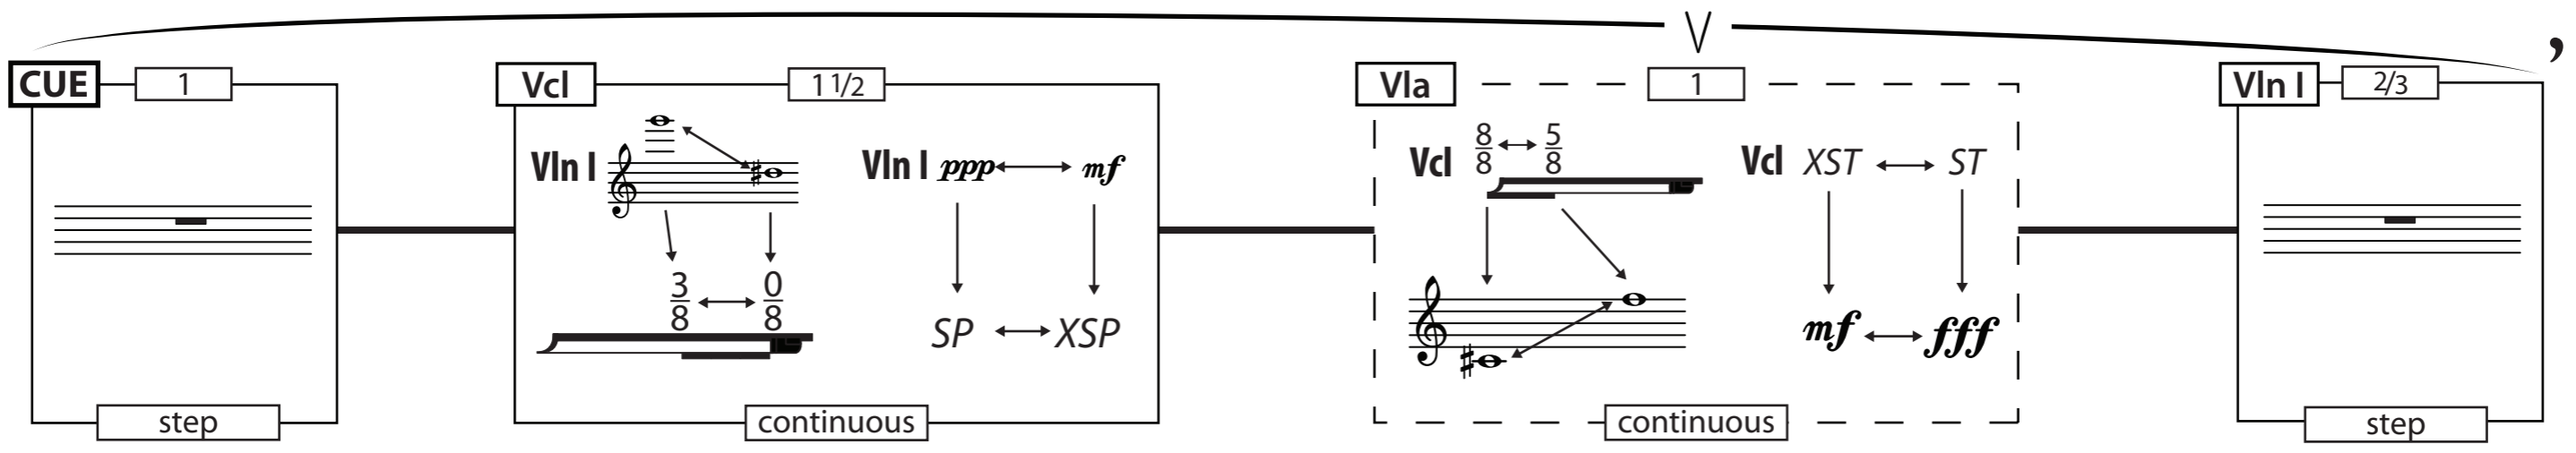 CUE 1
step
Vcl 1 1/2
Vln I
3/8 0/8
Vln I ppp mf
SP XSP
continuous
Vla 1
Vcl 8/8 5/8
Vcl XST ST
mf fff
continuous
Vln I 2/3
step
,